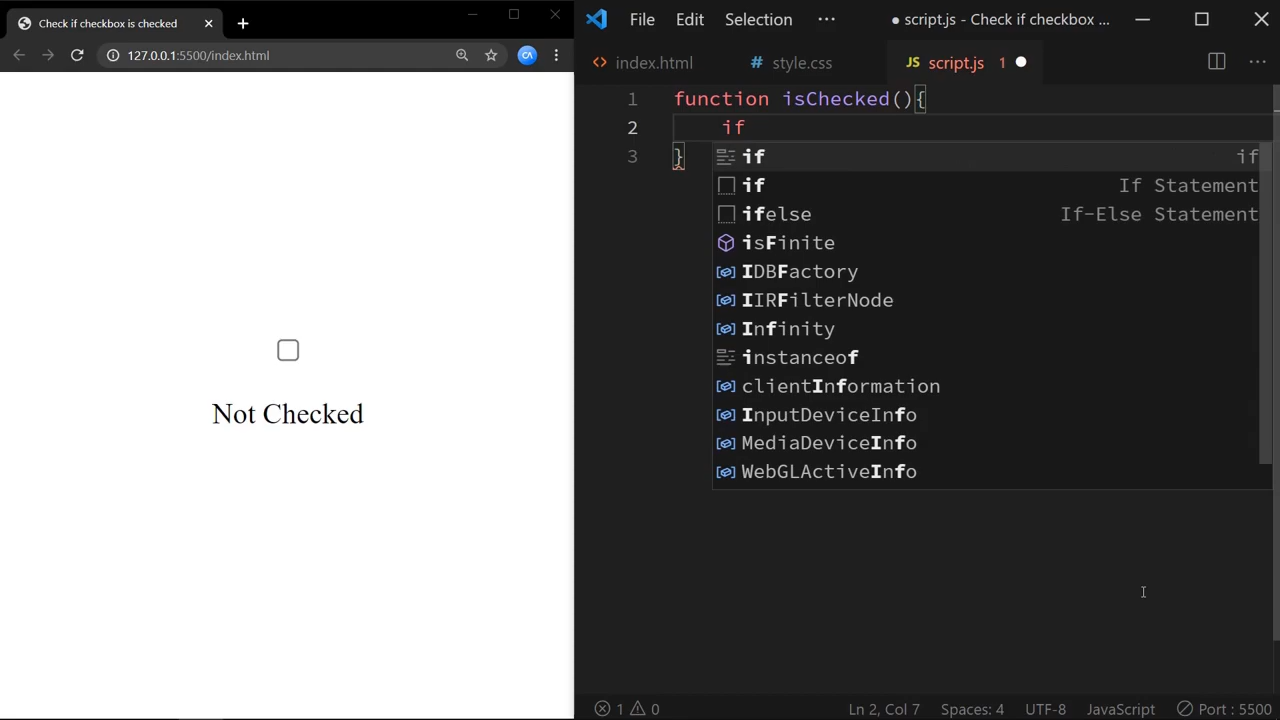 Check if checkbox is checked
127.0.0.1:5500/index.html
CA
Not Checked
File Edit Selection ··· ● script.js - Check if checkbox ...
<> index.html # style.css JS script.js 1
1 function isChecked(){
2 if
3 }
if if
if If Statement
ifelse If-Else Statement
isFinite
IDBFactory
IIRFilterNode
Infinity
instanceof
clientInformation
InputDeviceInfo
MediaDeviceInfo
WebGLActiveInfo
1 0 Ln 2, Col 7 Spaces: 4 UTF-8 JavaScript Port : 5500